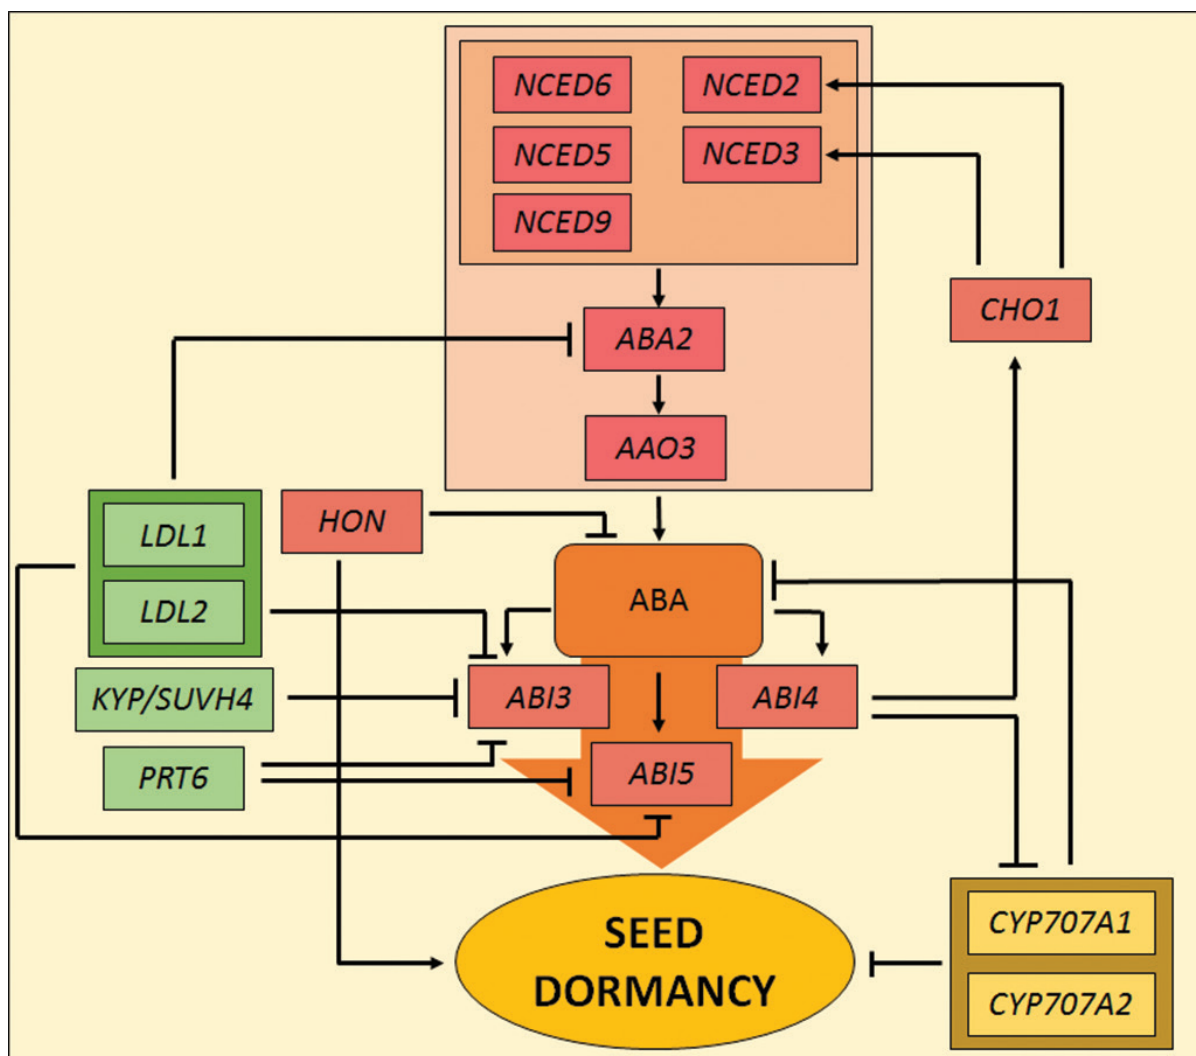 NCED6
NCED2
NCED5
NCED3
NCED9
CHO1
ABA2
AAO3
LDL1
HON
LDL2
ABA
KYP/SUVH4
ABI3
ABI4
PRT6
ABI5
SEED
DORMANCY
CYP707A1
CYP707A2